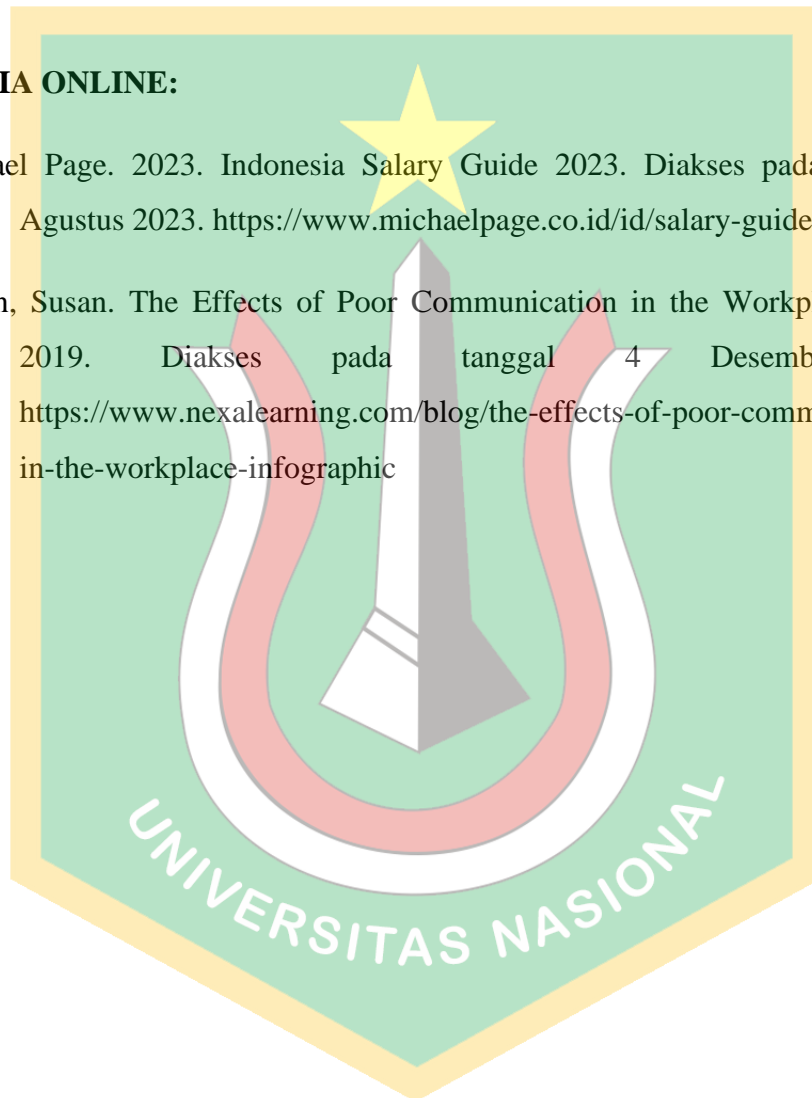 IA ONLINE:
ael Page. 2023. Indonesia Salary Guide 2023. Diakses pada
Agustus 2023. https://www.michaelpage.co.id/id/salary-guide
n, Susan. The Effects of Poor Communication in the Workp
2019. Diakses pada tanggal 4 Desemb
https://www.nexalearning.com/blog/the-effects-of-poor-comm
in-the-workplace-infographic
UNIVERSITAS NASIONAL